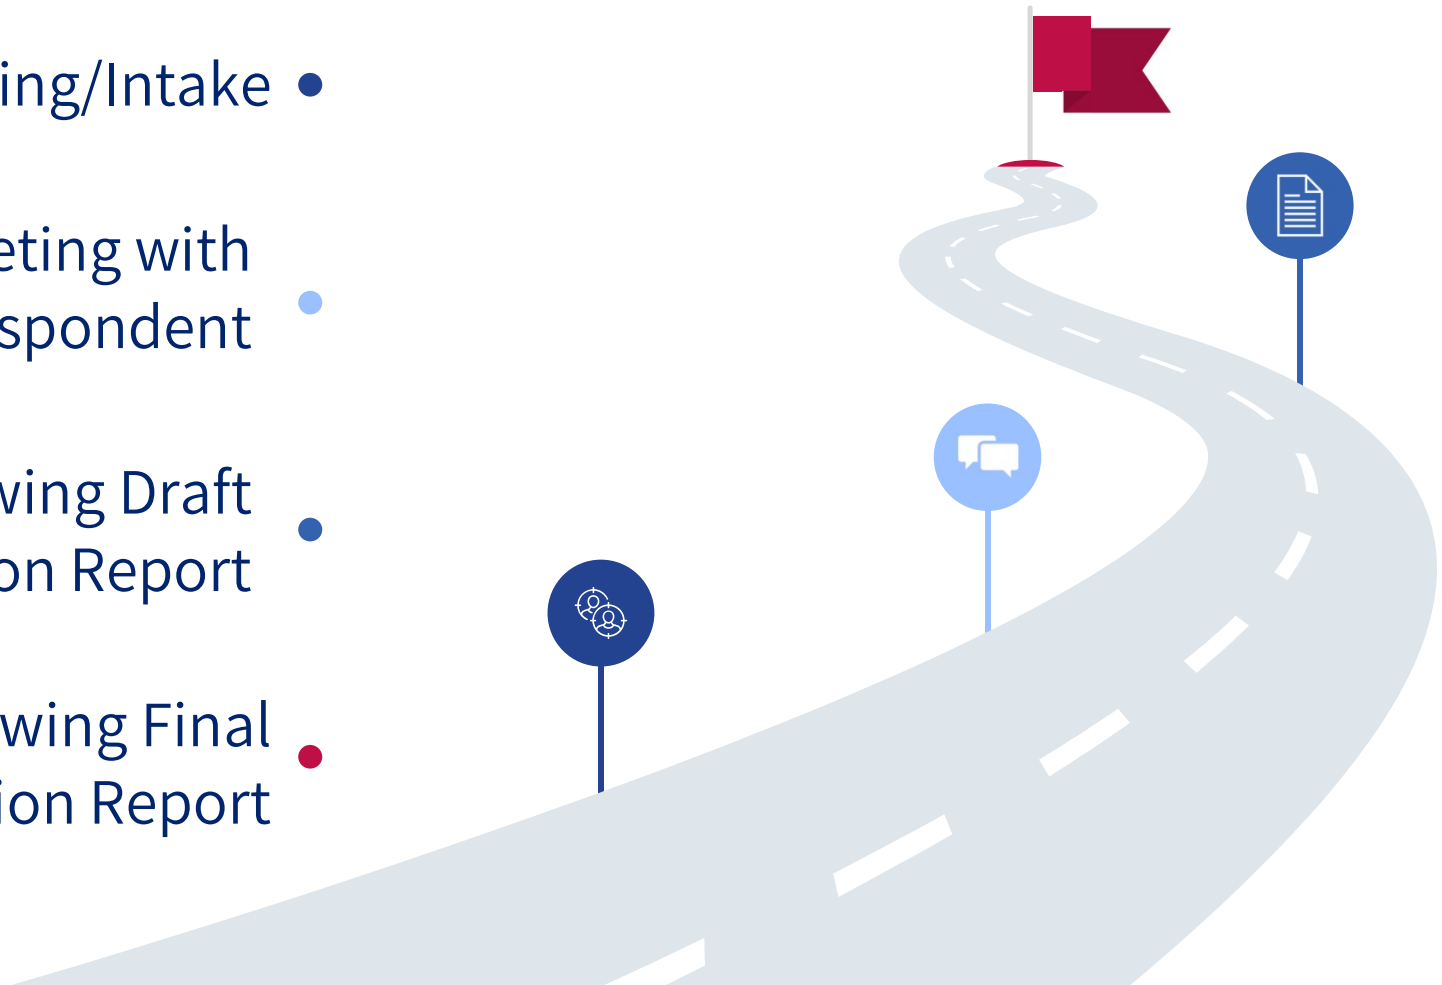 ing/Intake
eting with
spondent
wing Draft
on Report
wing Final
ion Report